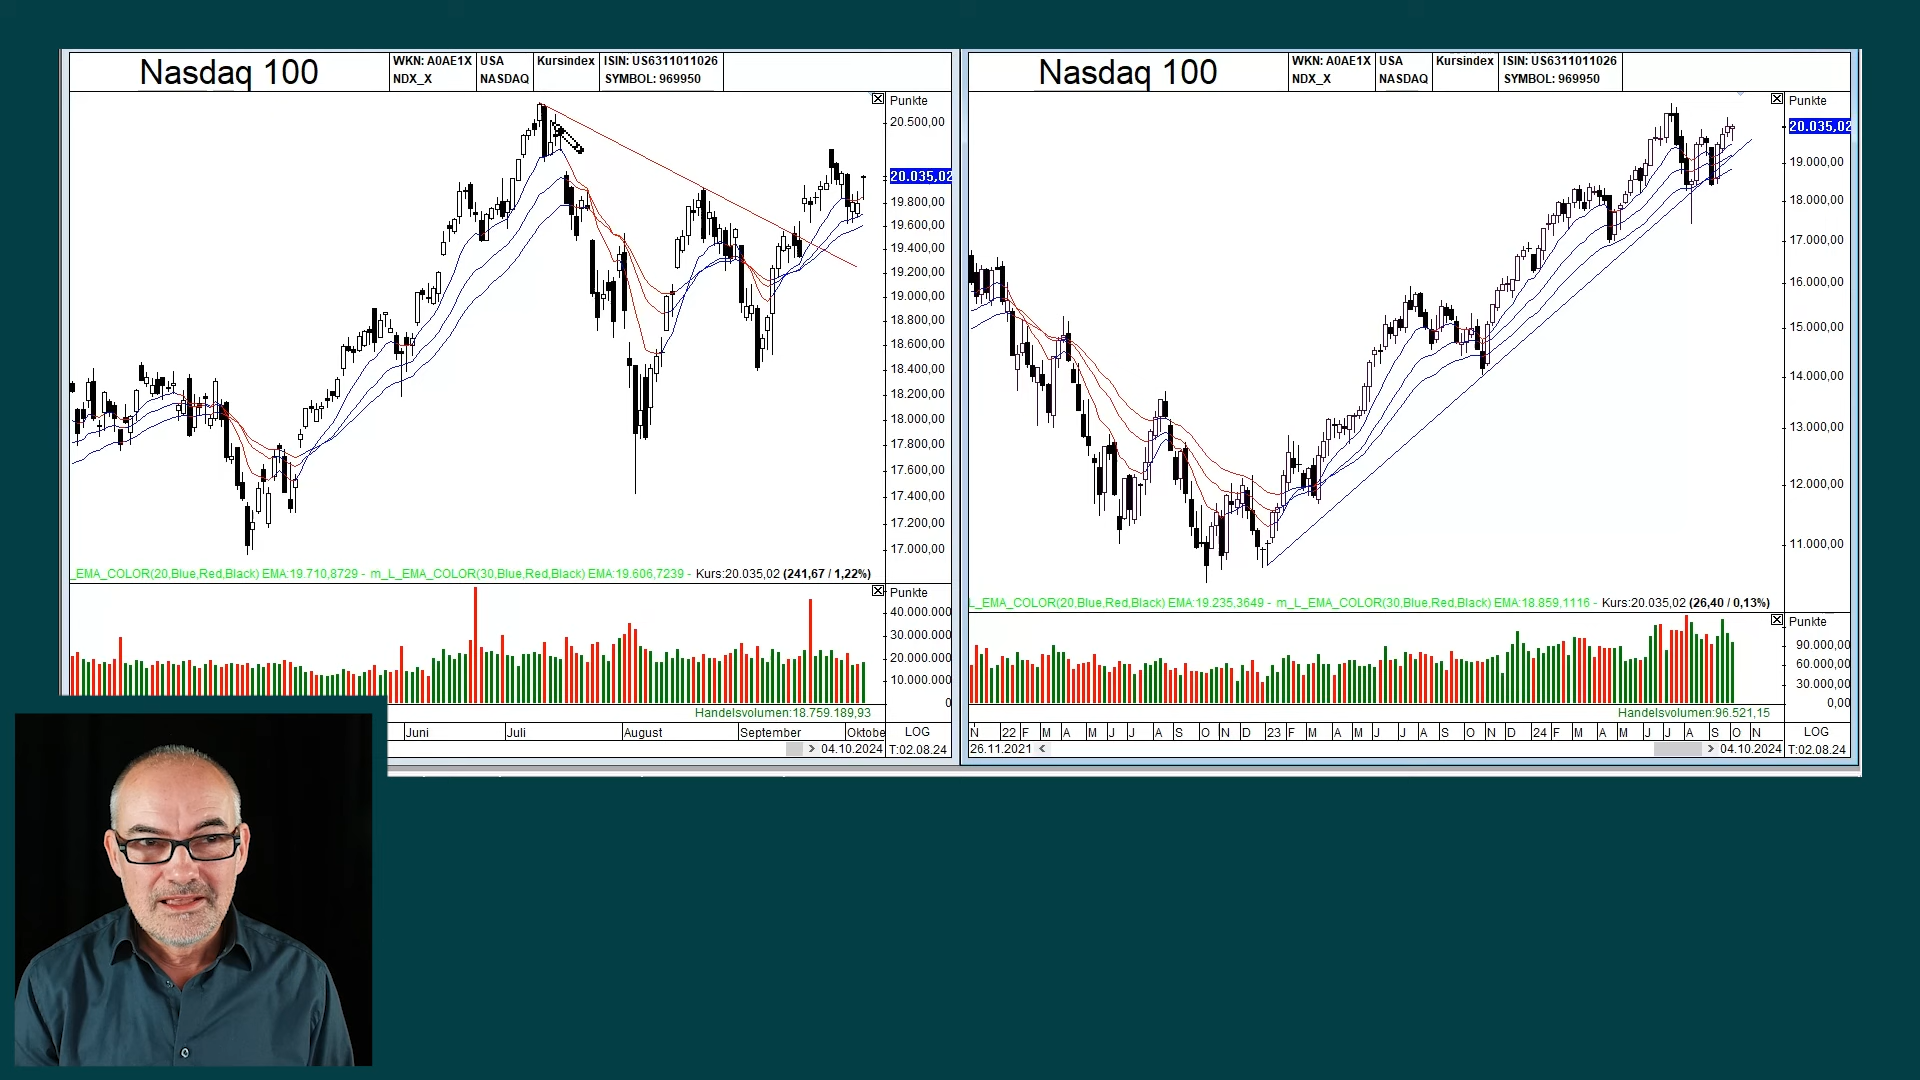 Nasdaq 100
WKN: A0AE1X USA Kursindex ISIN: US6311011026
NDX_X NASDAQ SYMBOL: 969950
Punkte
20.500,00
20.035,02
19.800,00
19.600,00
19.400,00
19.200,00
19.000,00
18.800,00
18.600,00
18.400,00
18.200,00
18.000,00
17.800,00
17.600,00
17.400,00
17.200,00
17.000,00
_EMA_COLOR(20,Blue,Red,Black) EMA:19.710,8729 - m_L_EMA_COLOR(30,Blue,Red,Black) EMA:19.606,7239 - Kurs:20.035,02 (241,67 / 1,22%)
Punkte
40.000.000
30.000.000
20.000.000
10.000.000
0
Handelsvolumen:18.759.189,93
Juni Juli August September Oktobe LOG
> 04.10.2024 T:02.08.24
Nasdaq 100
WKN: A0AE1X USA Kursindex ISIN: US6311011026
NDX_X NASDAQ SYMBOL: 969950
Punkte
20.035,02
19.000,00
18.000,00
17.000,00
16.000,00
15.000,00
14.000,00
13.000,00
12.000,00
11.000,00
L_EMA_COLOR(20,Blue,Red,Black) EMA:19.235,3649 - m_L_EMA_COLOR(30,Blue,Red,Black) EMA:18.859,1116 - Kurs:20.035,02 (26,40 / 0,13%)
Punkte
90.000,00
60.000,00
30.000,00
0,00
Handelsvolumen:96.521,15
N 22 F M A M J J A S O N D 23 F M A M J J A S O N D 24 F M A M J J A S O N LOG
26.11.2021 < > 04.10.2024 T:02.08.24